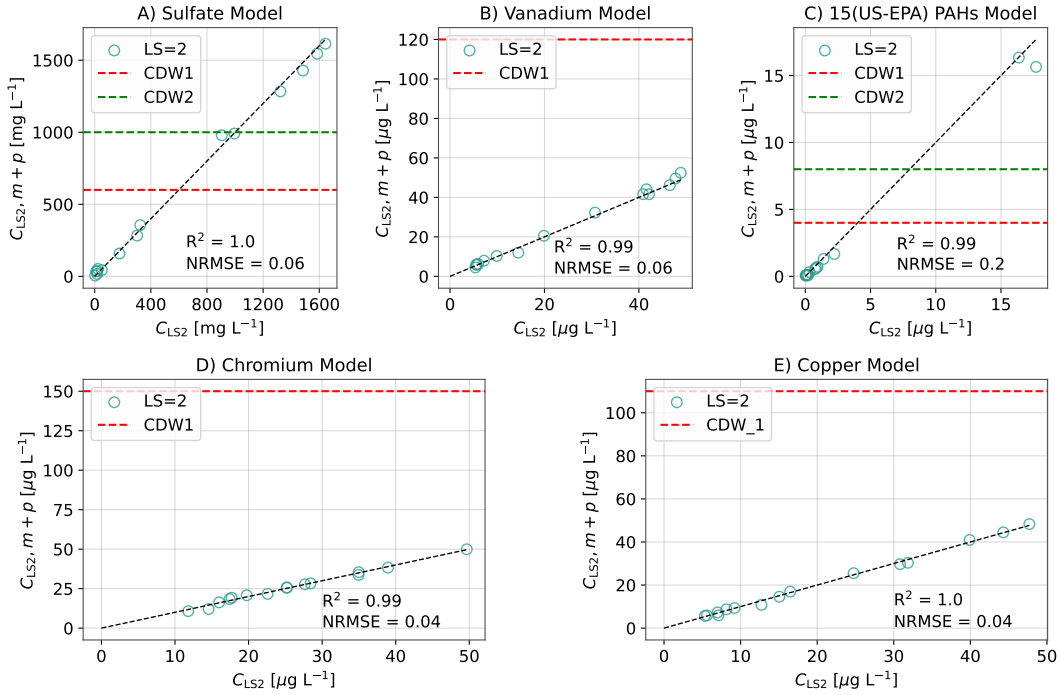 A) Sulfate Model
C_LS2, m + p [mg L⁻¹]
1500
1000
500
0
LS=2
CDW1
CDW2
R² = 1.0
NRMSE = 0.06
0 400 800 1200 1600
C_LS2 [mg L⁻¹]
B) Vanadium Model
C_LS2, m + p [µg L⁻¹]
120
100
80
60
40
20
0
LS=2
CDW1
R² = 0.99
NRMSE = 0.06
0 20 40
C_LS2 [µg L⁻¹]
C) 15(US-EPA) PAHs Model
C_LS2, m + p [µg L⁻¹]
15
10
5
0
LS=2
CDW1
CDW2
R² = 0.99
NRMSE = 0.2
0 5 10 15
C_LS2 [µg L⁻¹]
D) Chromium Model
C_LS2, m + p [µg L⁻¹]
150
125
100
75
50
25
0
LS=2
CDW1
R² = 0.99
NRMSE = 0.04
0 10 20 30 40 50
C_LS2 [µg L⁻¹]
E) Copper Model
C_LS2, m + p [µg L⁻¹]
100
80
60
40
20
0
LS=2
CDW_1
R² = 1.0
NRMSE = 0.04
0 10 20 30 40 50
C_LS2 [µg L⁻¹]